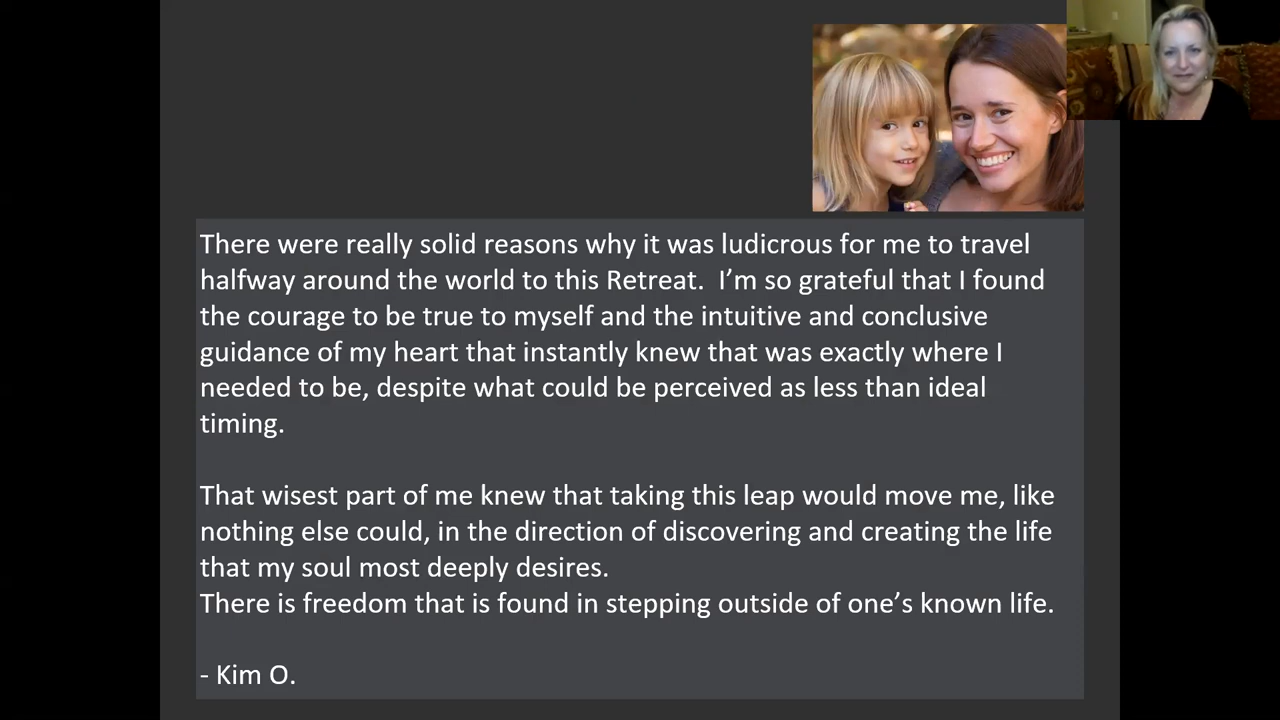 There were really solid reasons why it was ludicrous for me to travel
halfway around the world to this Retreat.  I’m so grateful that I found
the courage to be true to myself and the intuitive and conclusive
guidance of my heart that instantly knew that was exactly where I
needed to be, despite what could be perceived as less than ideal
timing.
That wisest part of me knew that taking this leap would move me, like
nothing else could, in the direction of discovering and creating the life
that my soul most deeply desires.
There is freedom that is found in stepping outside of one’s known life.
- Kim O.